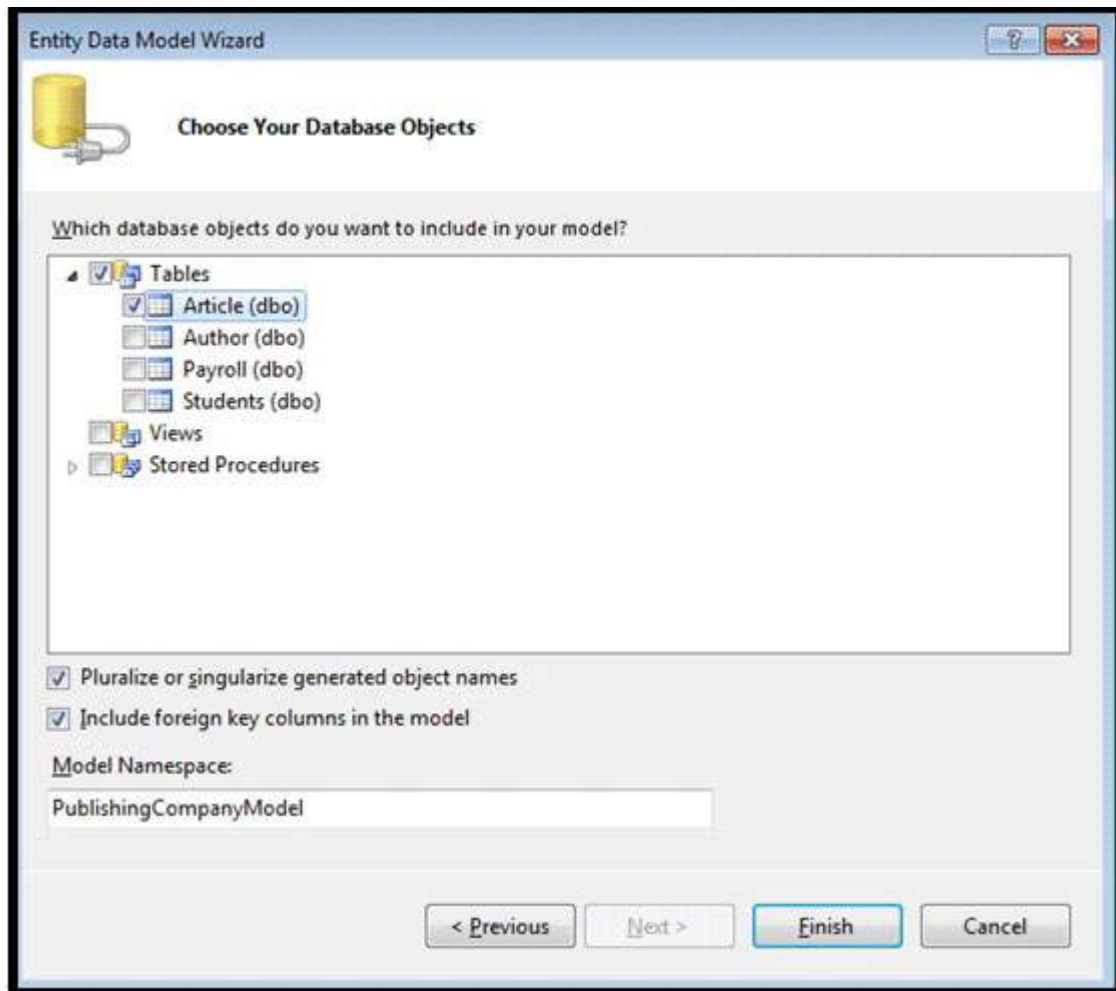 Entity Data Model Wizard
Choose Your Database Objects
Which database objects do you want to include in your model?
Tables
Article (dbo)
Author (dbo)
Payroll (dbo)
Students (dbo)
Views
Stored Procedures
Pluralize or singularize generated object names
Include foreign key columns in the model
Model Namespace:
PublishingCompanyModel
< Previous Next > Finish Cancel